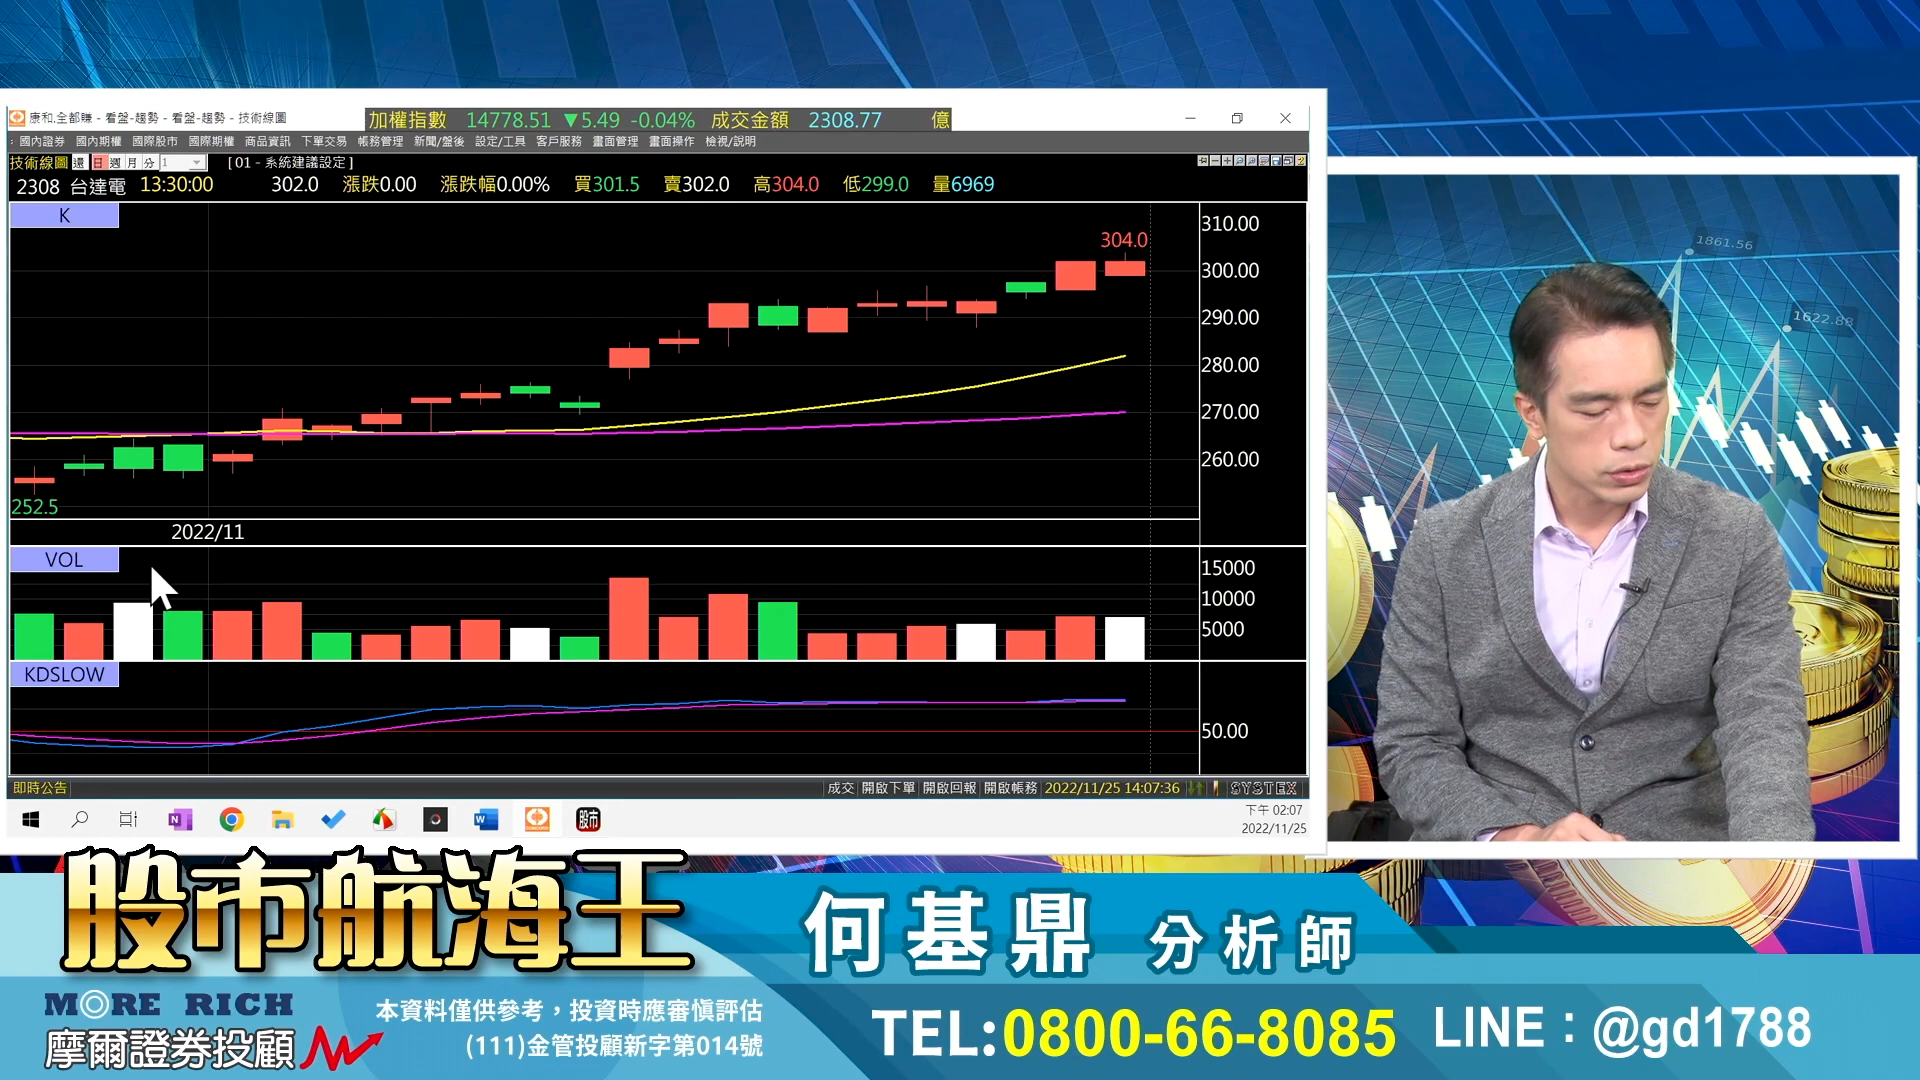 康和.全都賺 - 看盤-趨勢 - 看盤-趨勢 - 技術線圖
加權指數 14778.51 ▼5.49 -0.04% 成交金額 2308.77 億
國內證券 國內期權 國際股市 國際期權 商品資訊 下單交易 帳務管理 新聞/盤後 設定/工具 客戶服務 畫面管理 畫面操作 檢視/說明
技術線圖 還 日 週 月 分 1 [ 01 - 系統建議設定 ]
2308 台達電 13:30:00 302.0 漲跌0.00 漲跌幅0.00% 買301.5 賣302.0 高304.0 低299.0 量6969
K
310.00
304.0
300.00
290.00
280.00
270.00
260.00
252.5
2022/11
VOL
15000
10000
5000
KDSLOW
50.00
即時公告 成交 開啟下單 開啟回報 開啟帳務 2022/11/25 14:07:36 SYSTEX
下午 02:07
2022/11/25
股市
1861.56
1622.88
股市航海王
何基鼎 分析師
MORE RICH
摩爾證券投顧
本資料僅供參考，投資時應審慎評估
(111)金管投顧新字第014號
TEL:0800-66-8085
LINE：@gd1788